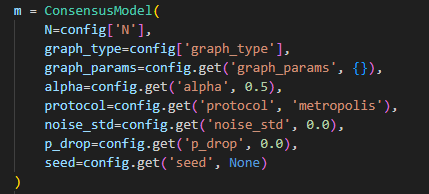 m = ConsensusModel(
    N=config['N'],
    graph_type=config['graph_type'],
    graph_params=config.get('graph_params', {}),
    alpha=config.get('alpha', 0.5),
    protocol=config.get('protocol', 'metropolis'),
    noise_std=config.get('noise_std', 0.0),
    p_drop=config.get('p_drop', 0.0),
    seed=config.get('seed', None)
)